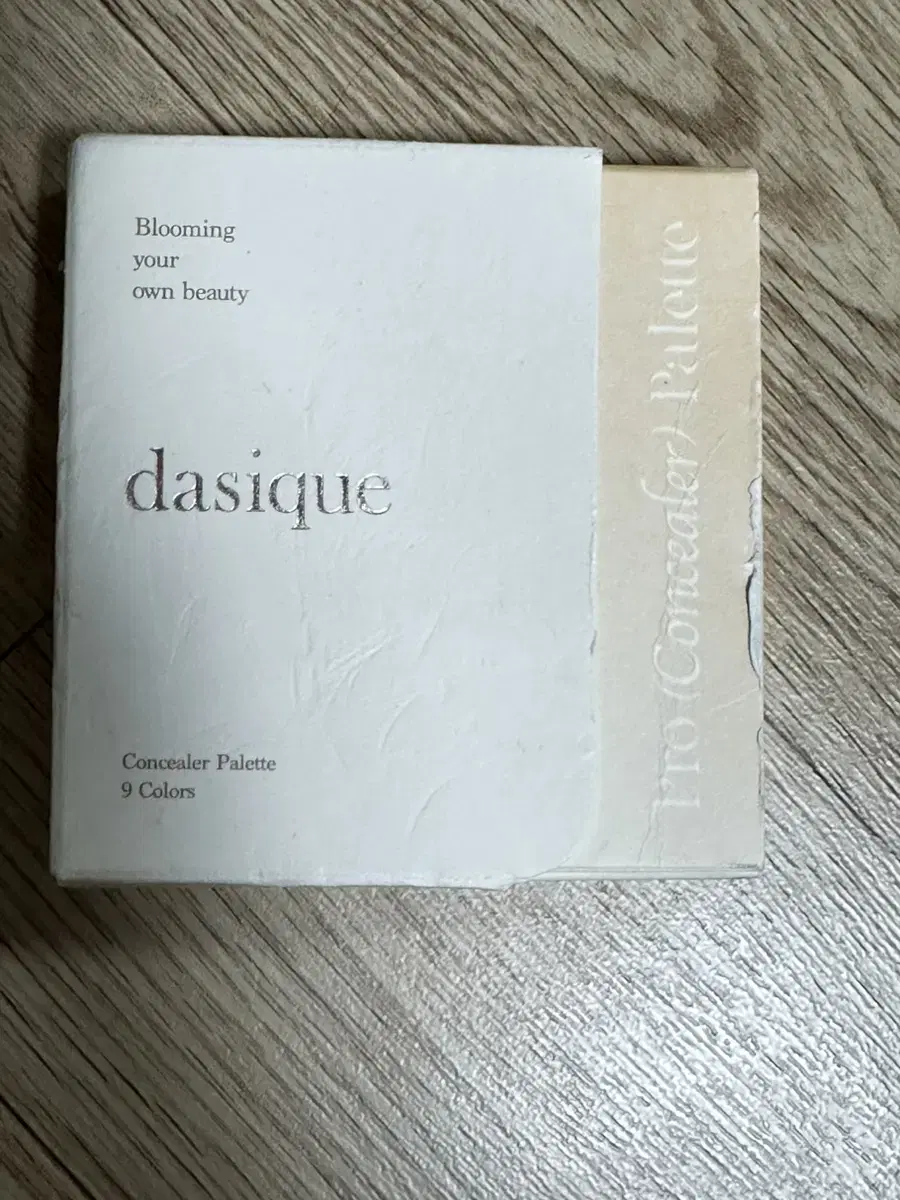 Blooming
your
own beauty
dasique
Concealer Palette
9 Colors
Pro (Concealer) Palette